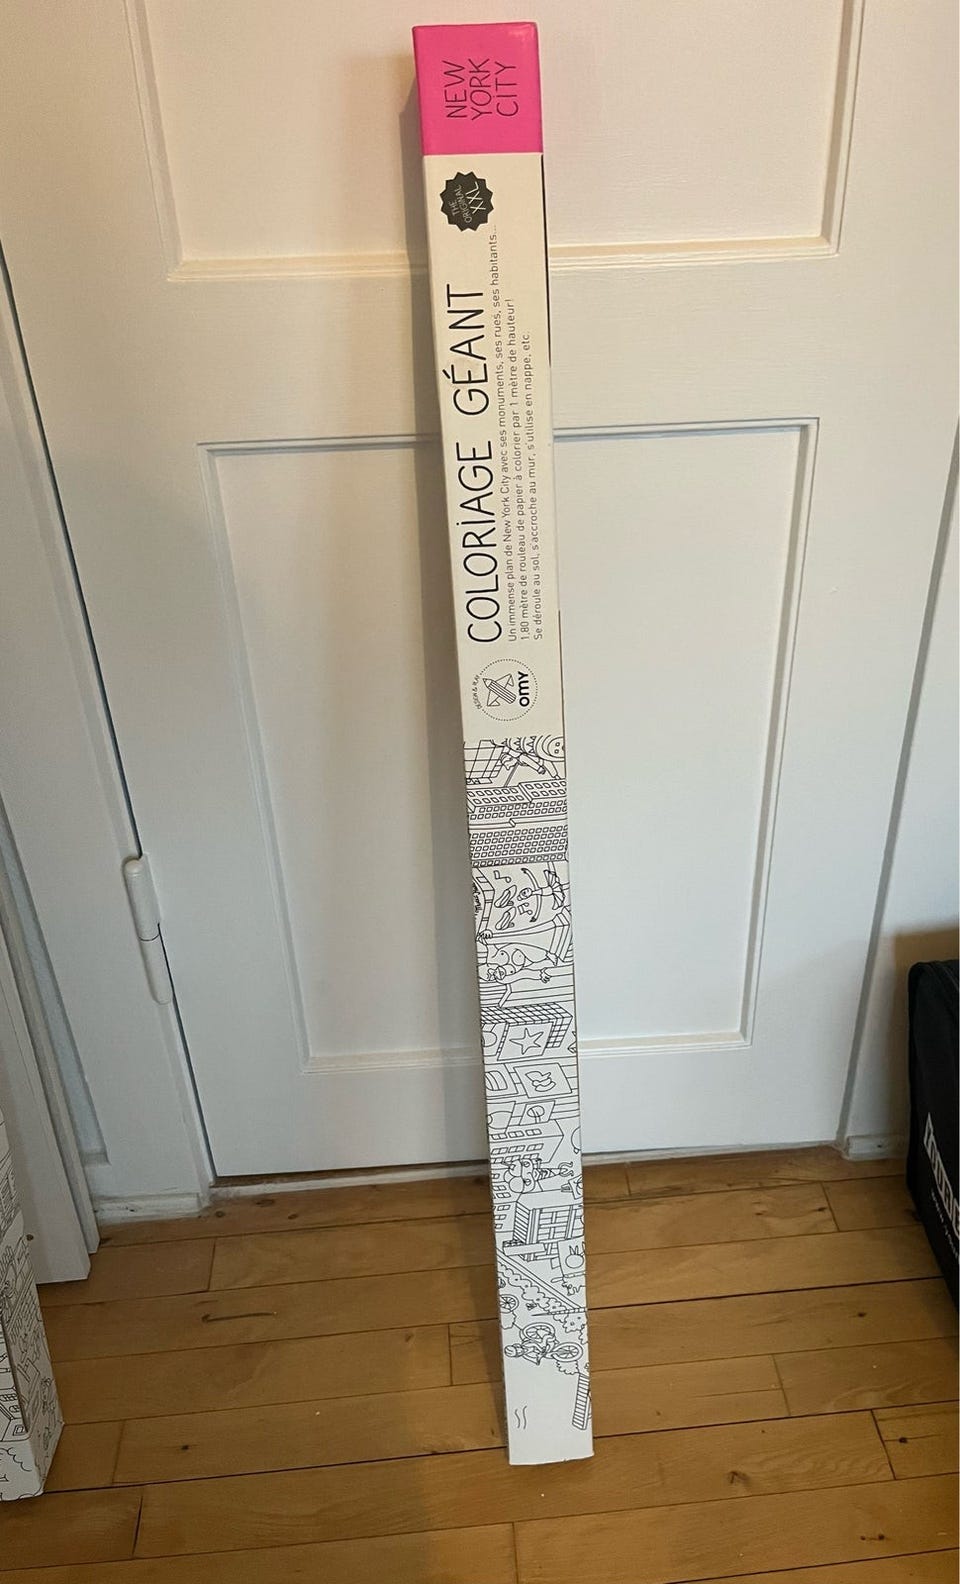 NEW
YORK
CITY
THE
ORIGINAL
XXL
COLORIAGE GÉANT
Un immense plan de New York City avec ses monuments, ses rues, ses habitants...
1,80 mètre de rouleau de papier à colorier par 1 mètre de hauteur!
Se déroule au sol, s'accroche au mur, s'utilise en nappe, etc.
DESIGN & PLAY
OMY